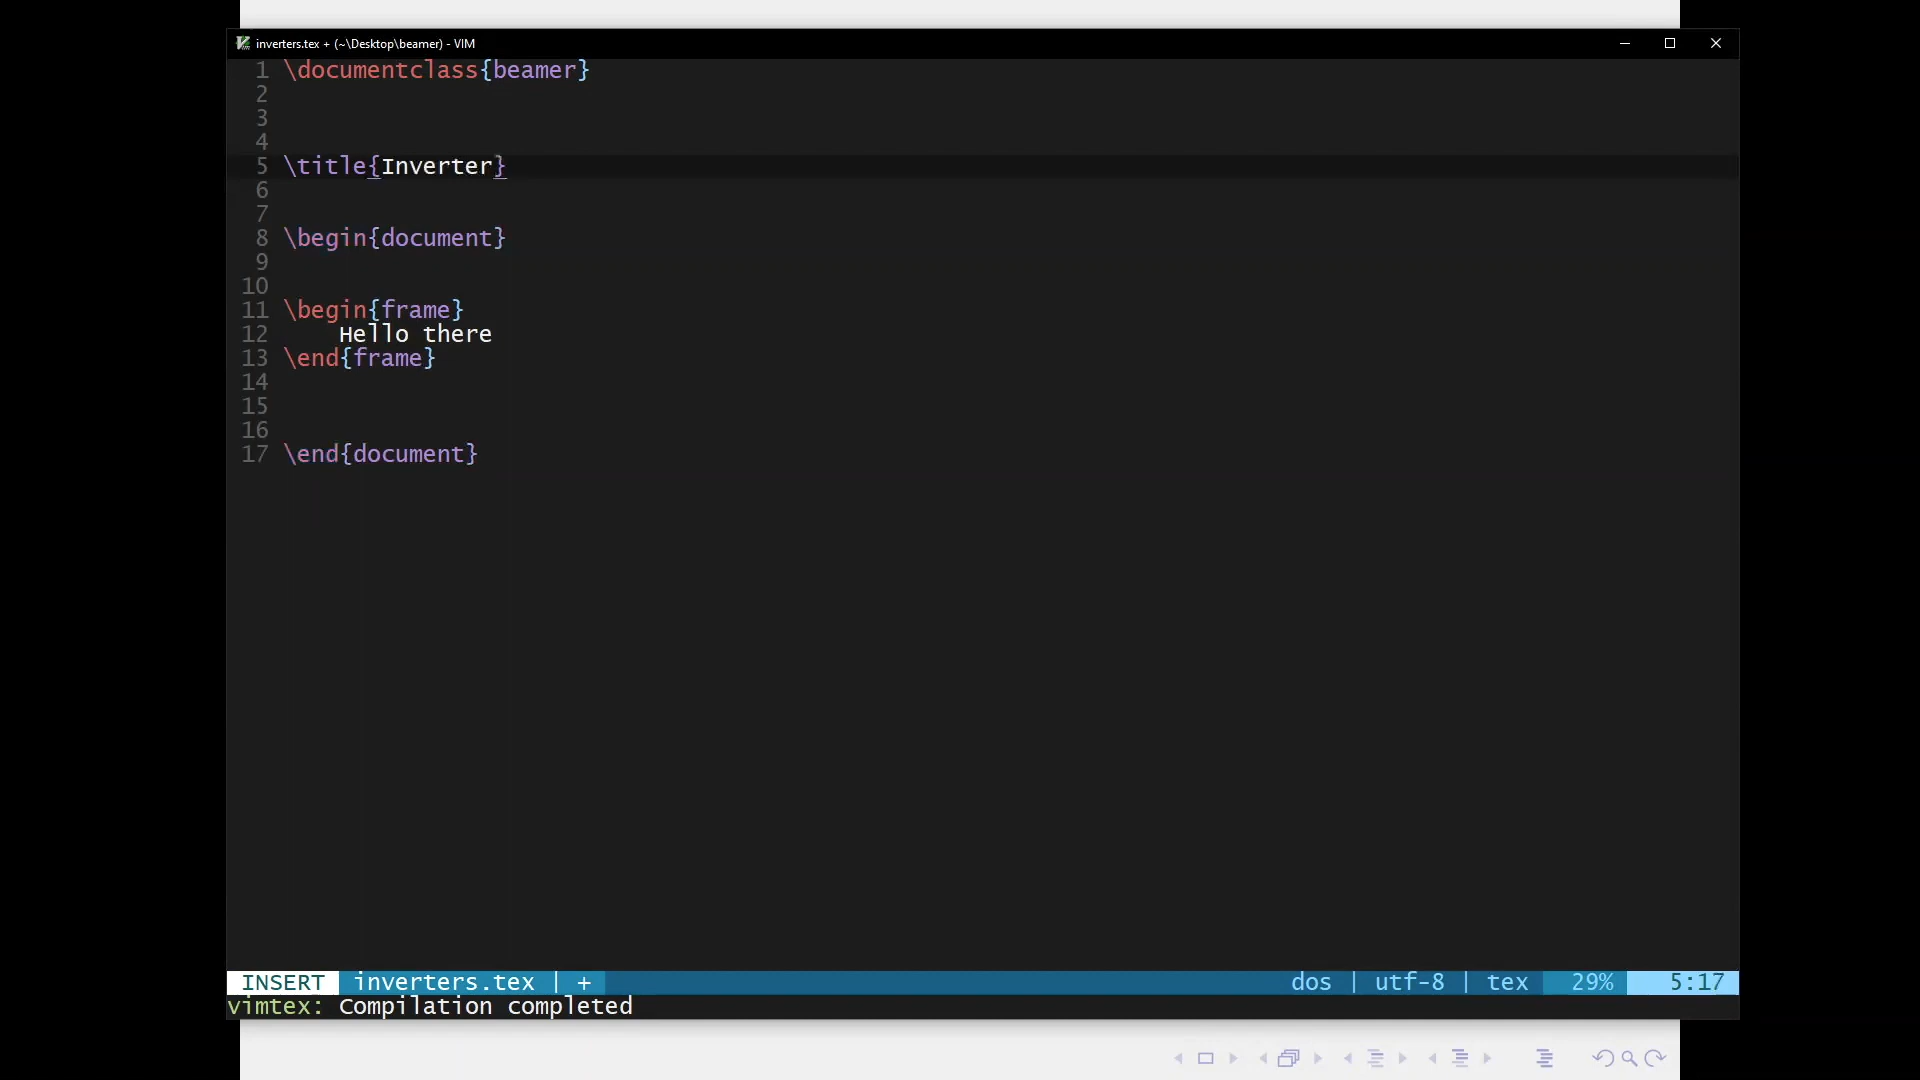 inverters.tex + (~\Desktop\beamer) - VIM
1 \documentclass{beamer}
2
3
4
5 \title{Inverter}
6
7
8 \begin{document}
9
10
11 \begin{frame}
12     Hello there
13 \end{frame}
14
15
16
17 \end{document}
INSERT inverters.tex | + dos | utf-8 | tex 29% 5:17
vimtex: Compilation completed